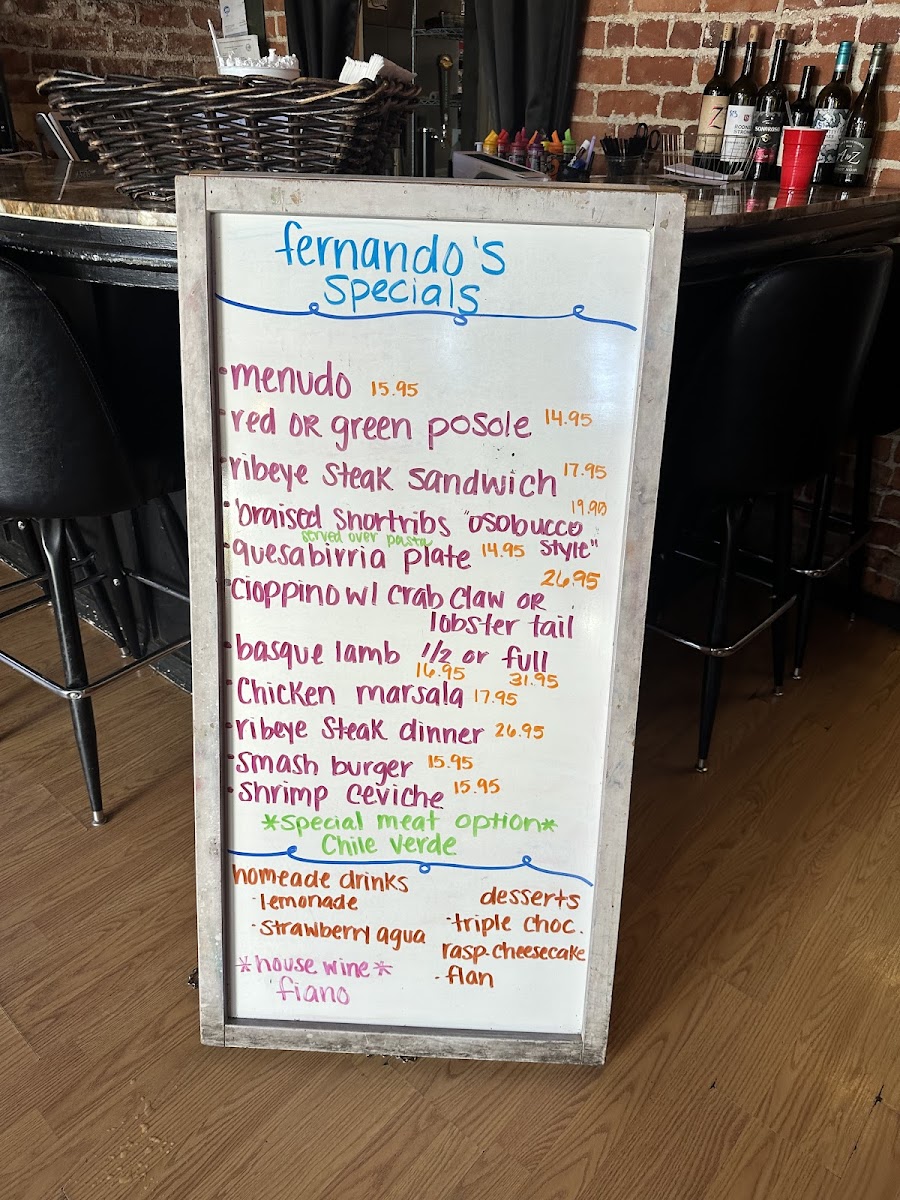 fernando's
specials
·menudo 15.95
·red OR green posole 14.95
·ribeye steak sandwich 17.95
·braised shortribs "osobucco style"
served over pasta
·quesabirria plate 14.95
26.95
·cioppino w/ crab claw or
lobster tail
·basque lamb 1/2 or full
16.95 31.95
·chicken marsala 17.95
·ribeye steak dinner 26.95
·smash burger 15.95
·shrimp ceviche 15.95
*special meat option*
chile verde
homeade drinks
·lemonade
·strawberry agua
*house wine*
fiano
desserts
·triple choc.
rasp. cheesecake
·flan